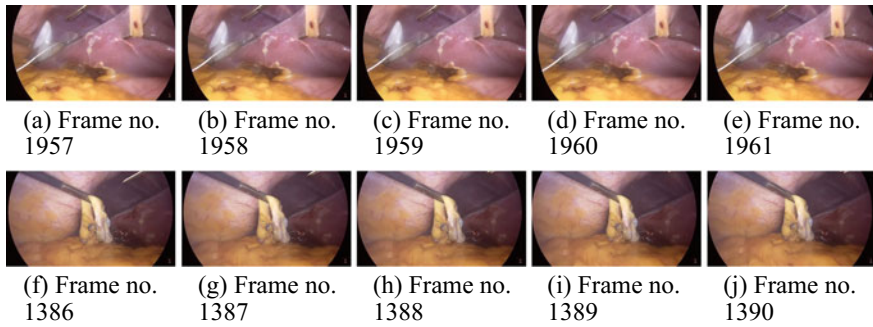 (a) Frame no.
1957
(b) Frame no.
1958
(c) Frame no.
1959
(d) Frame no.
1960
(e) Frame no.
1961
(f) Frame no.
1386
(g) Frame no.
1387
(h) Frame no.
1388
(i) Frame no.
1389
(j) Frame no.
1390